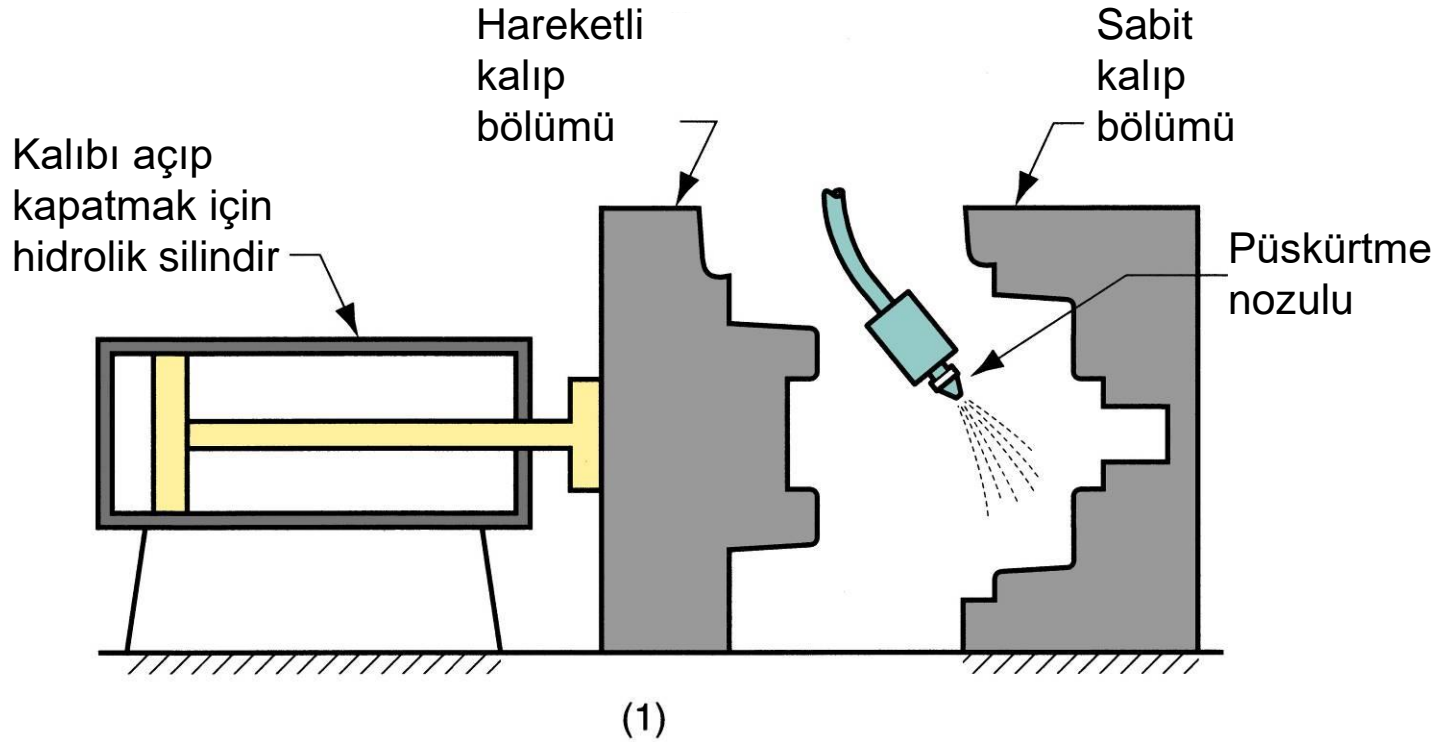 Hareketli
kalıp
bölümü
Sabit
kalıp
bölümü
Kalıbı açıp
kapatmak için
hidrolik silindir
Püskürtme
nozulu
(1)